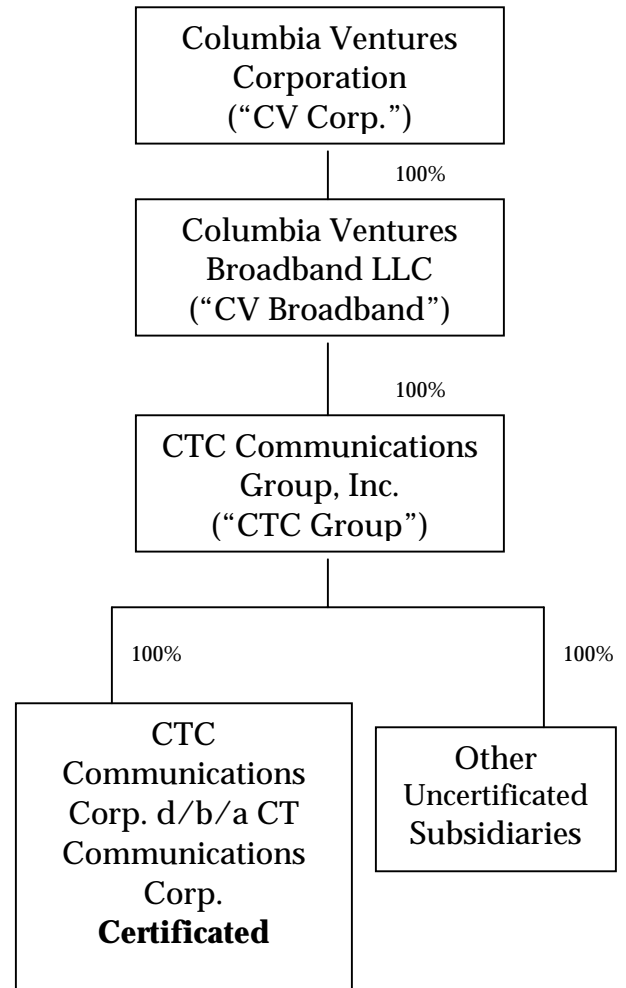 Columbia Ventures
Corporation
(“CV Corp.”)
100%
Columbia Ventures
Broadband LLC
(“CV Broadband”)
100%
CTC Communications
Group, Inc.
(“CTC Group”)
100%
100%
CTC
Communications
Corp. d/b/a CT
Communications
Corp.
Certificated
Other
Uncertificated
Subsidiaries